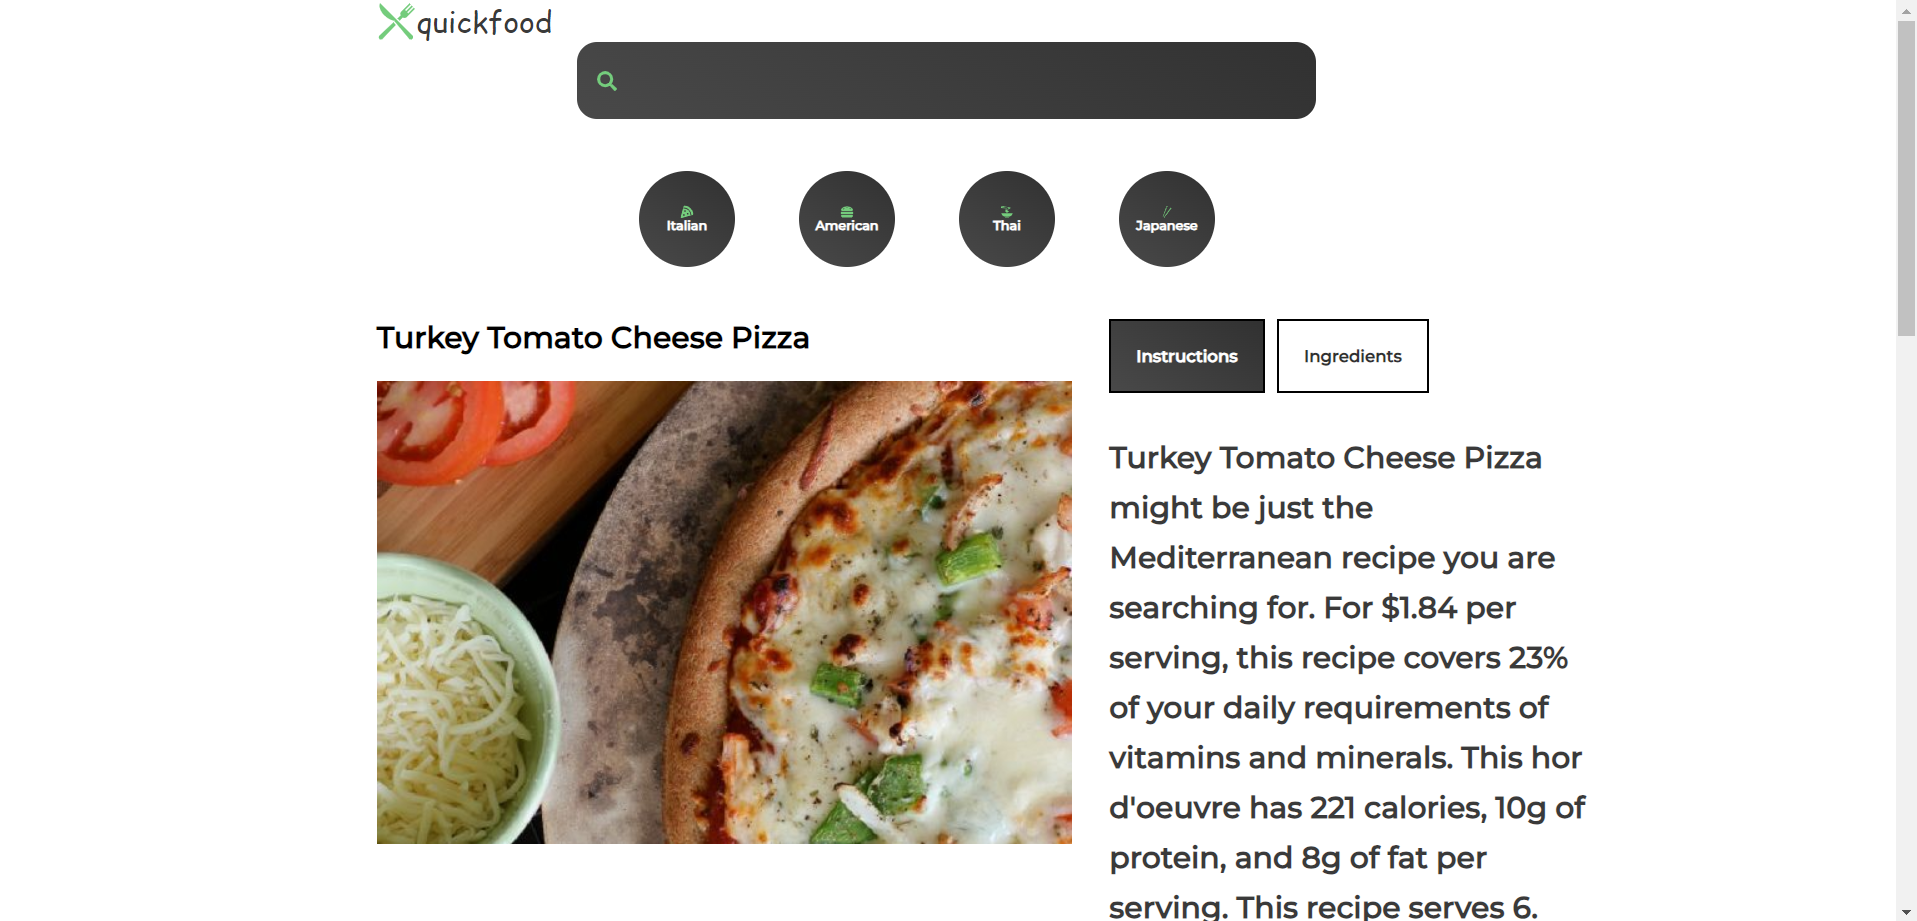 quickfood
Italian
American
Thai
Japanese
Turkey Tomato Cheese Pizza
Instructions
Ingredients
Turkey Tomato Cheese Pizza
might be just the
Mediterranean recipe you are
searching for. For $1.84 per
serving, this recipe covers 23%
of your daily requirements of
vitamins and minerals. This hor
d'oeuvre has 221 calories, 10g of
protein, and 8g of fat per
serving. This recipe serves 6.